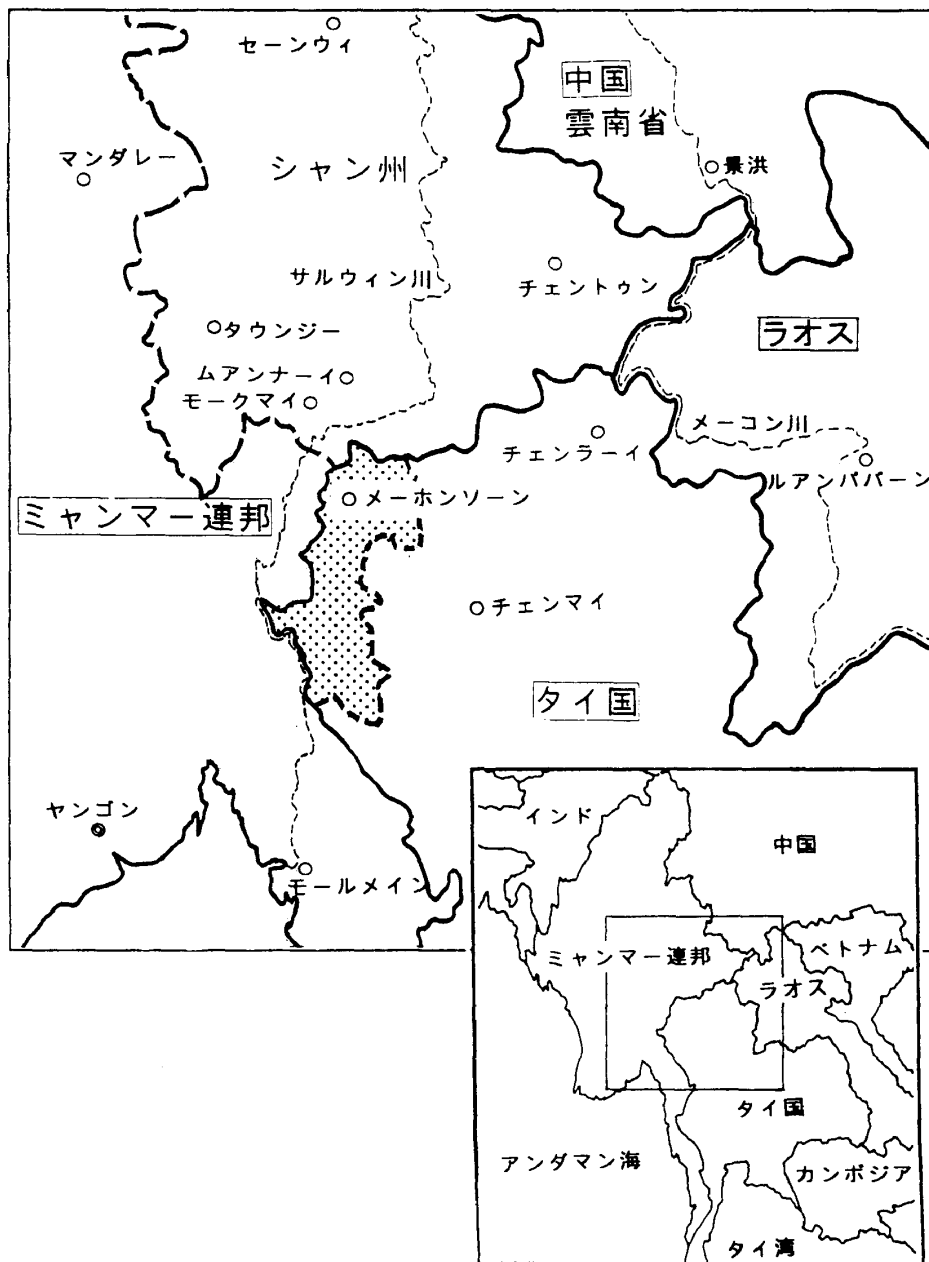 セーンウィ
中国
雲南省
マンダレー
シャン州
景洪
サルウィン川
チェントゥン
タウンジー
ラオス
ムアンナーイ
モークマイ
メーコン川
チェンラーイ
ルアンパバーン
メーホンソーン
ミャンマー連邦
チェンマイ
タイ国
ヤンゴン
モールメイン
インド
中国
ミャンマー連邦
ベトナム
ラオス
タイ国
アンダマン海
カンボジア
タイ湾